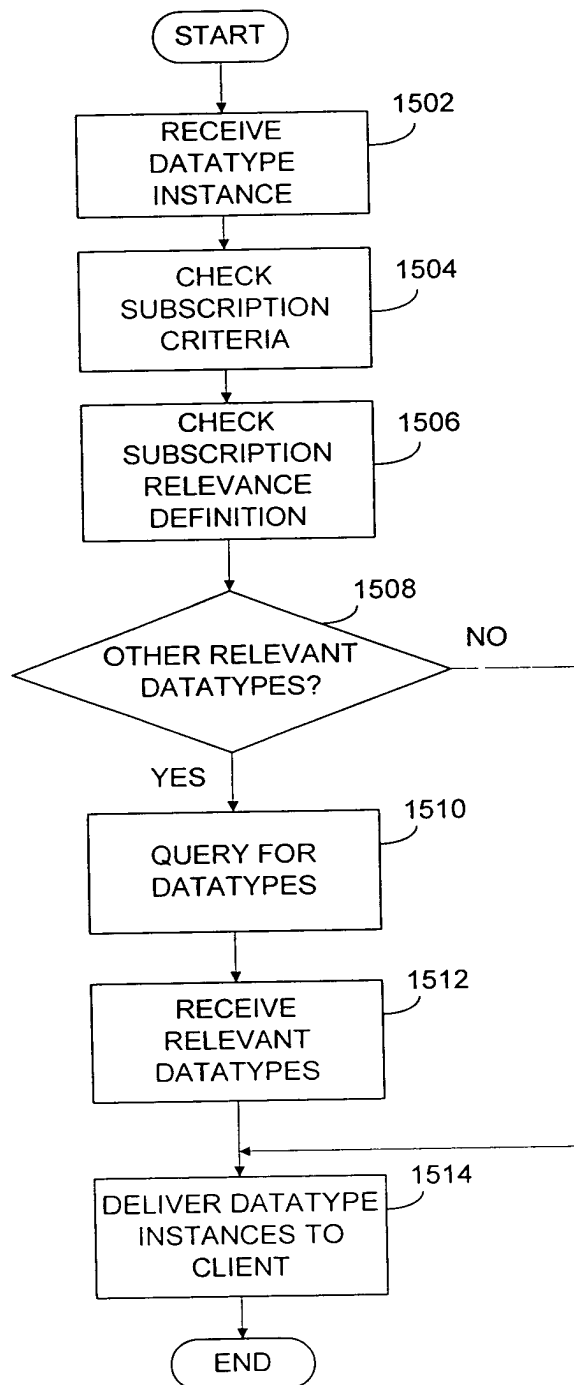 START
1502
RECEIVE
DATATYPE
INSTANCE
1504
CHECK
SUBSCRIPTION
CRITERIA
1506
CHECK
SUBSCRIPTION
RELEVANCE
DEFINITION
1508
OTHER RELEVANT
DATATYPES?
NO
YES
1510
QUERY FOR
DATATYPES
1512
RECEIVE
RELEVANT
DATATYPES
1514
DELIVER DATATYPE
INSTANCES TO
CLIENT
END